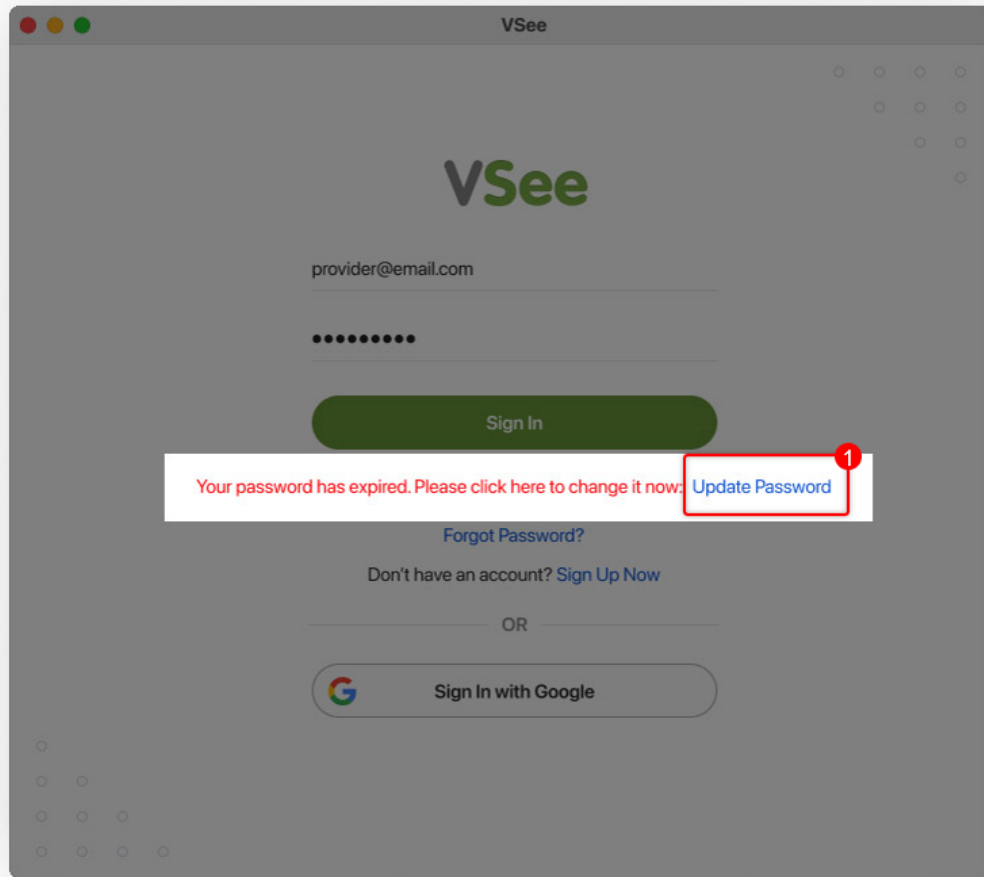 VSee
VSee
provider@email.com
•••••••••
Sign In
1
Your password has expired. Please click here to change it now: Update Password
Forgot Password?
Don't have an account? Sign Up Now
OR
Sign In with Google